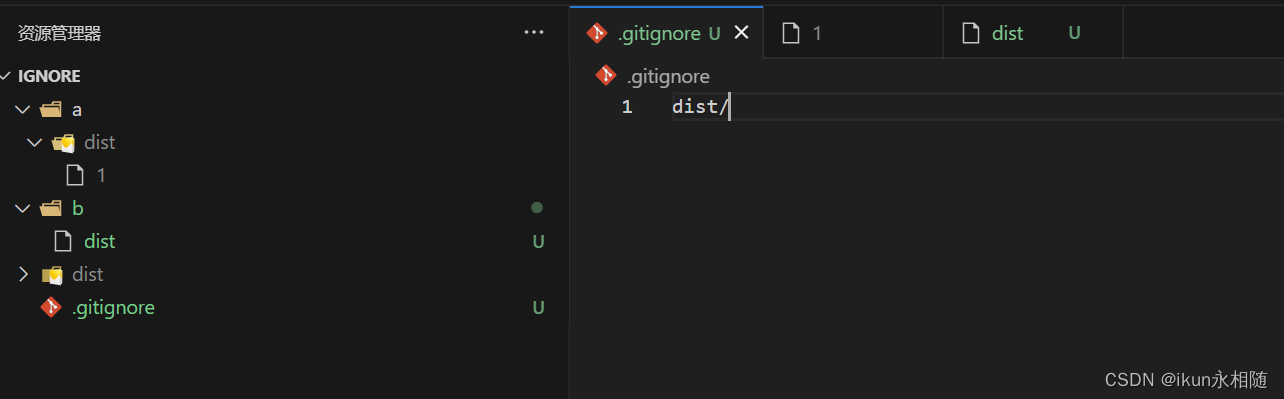 资源管理器 ···
IGNORE
a
dist
1
b
dist U
dist
.gitignore U
.gitignore U 1 dist U
.gitignore
1 dist/
CSDN @ikun永相随